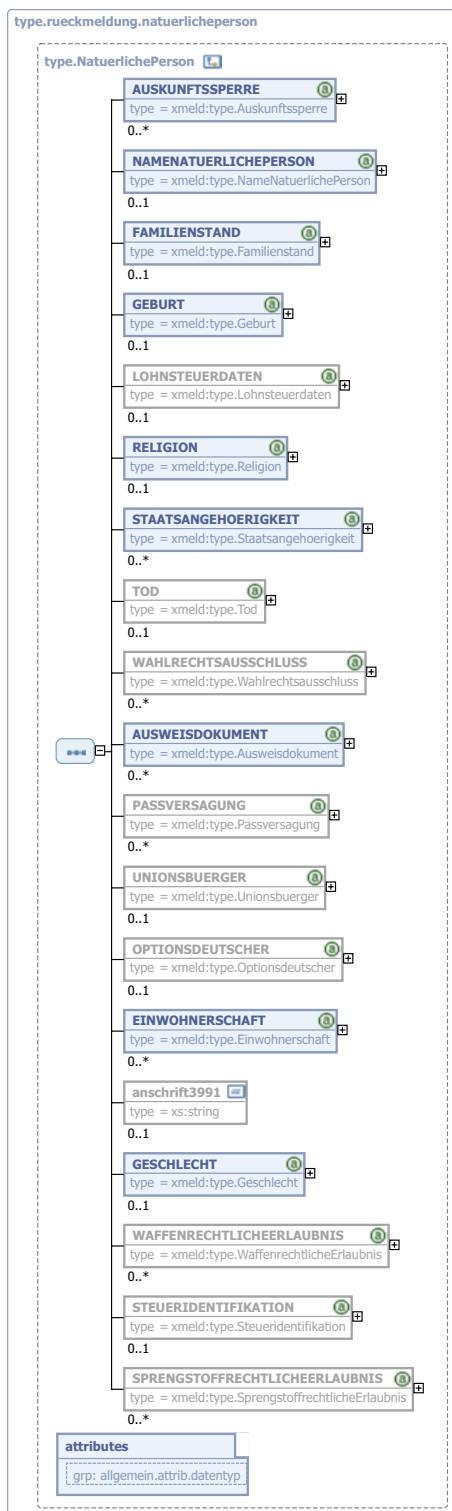 type.rueckmeldung.natuerlicheperson
type.NatuerlichePerson
AUSKUNFTSSPERRE
type = xmeld:type.Auskunftssperre
0..*
NAMENATUERLICHEPERSON
type = xmeld:type.NameNatuerlichePerson
0..1
FAMILIENSTAND
type = xmeld:type.Familienstand
0..1
GEBURT
type = xmeld:type.Geburt
0..1
LOHNSTEUERDATEN
type = xmeld:type.Lohnsteuerdaten
0..1
RELIGION
type = xmeld:type.Religion
0..1
STAATSANGEHOERIGKEIT
type = xmeld:type.Staatsangehoerigkeit
0..*
TOD
type = xmeld:type.Tod
0..1
WAHLRECHTSAUSSCHLUSS
type = xmeld:type.Wahlrechtsausschluss
0..*
AUSWEISDOKUMENT
type = xmeld:type.Ausweisdokument
0..*
PASSVERSAGUNG
type = xmeld:type.Passversagung
0..*
UNIONSBUERGER
type = xmeld:type.Unionsbuerger
0..1
OPTIONSDEUTSCHER
type = xmeld:type.Optionsdeutscher
0..1
EINWOHNERSCHAFT
type = xmeld:type.Einwohnerschaft
0..*
anschrift3991
type = xs:string
0..1
GESCHLECHT
type = xmeld:type.Geschlecht
0..1
WAFFENRECHTLICHEERLAUBNIS
type = xmeld:type.WaffenrechtlicheErlaubnis
0..*
STEUERIDENTIFIKATION
type = xmeld:type.Steueridentifikation
0..1
SPRENGSTOFFRECHTLICHEERLAUBNIS
type = xmeld:type.SprengstoffrechtlicheErlaubnis
0..*
attributes
grp: allgemein.attrib.datentyp